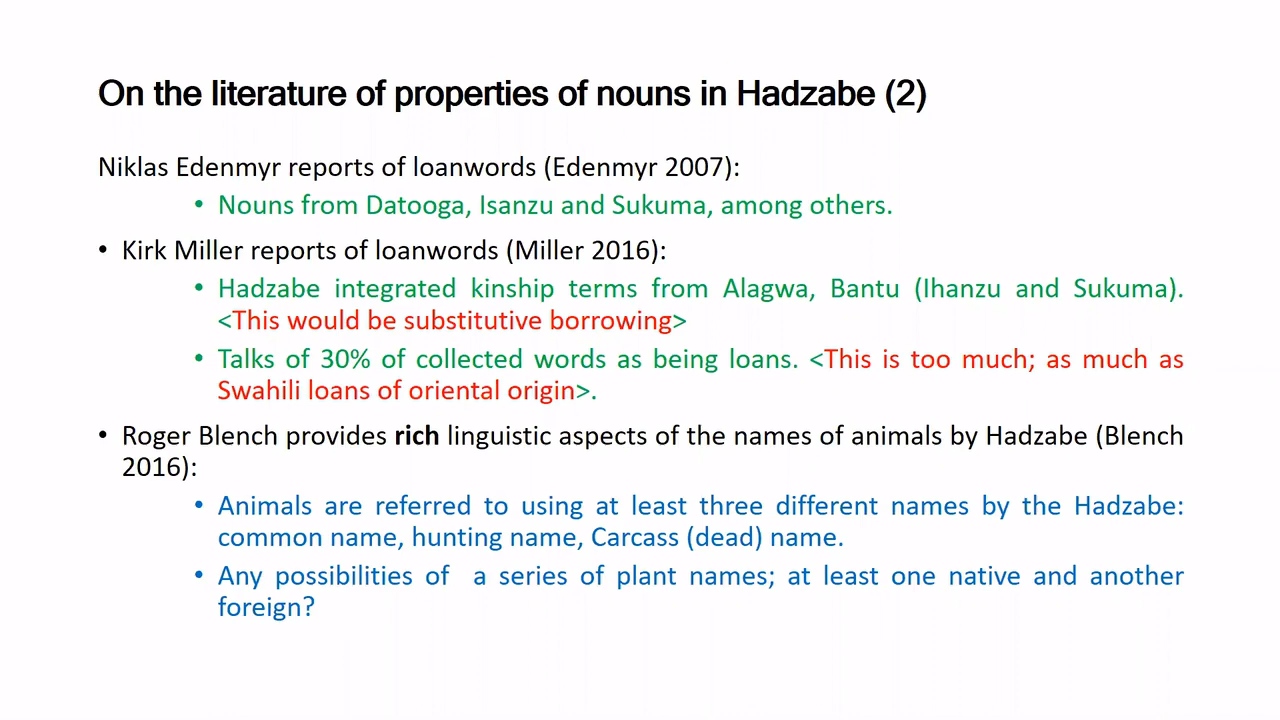 On the literature of properties of nouns in Hadzabe (2)
Niklas Edenmyr reports of loanwords (Edenmyr 2007):
• Nouns from Datooga, Isanzu and Sukuma, among others.
• Kirk Miller reports of loanwords (Miller 2016):
• Hadzabe integrated kinship terms from Alagwa, Bantu (Ihanzu and Sukuma).
<This would be substitutive borrowing>
• Talks of 30% of collected words as being loans. <This is too much; as much as
Swahili loans of oriental origin>.
• Roger Blench provides rich linguistic aspects of the names of animals by Hadzabe (Blench
2016):
• Animals are referred to using at least three different names by the Hadzabe:
common name, hunting name, Carcass (dead) name.
• Any possibilities of a series of plant names; at least one native and another
foreign?